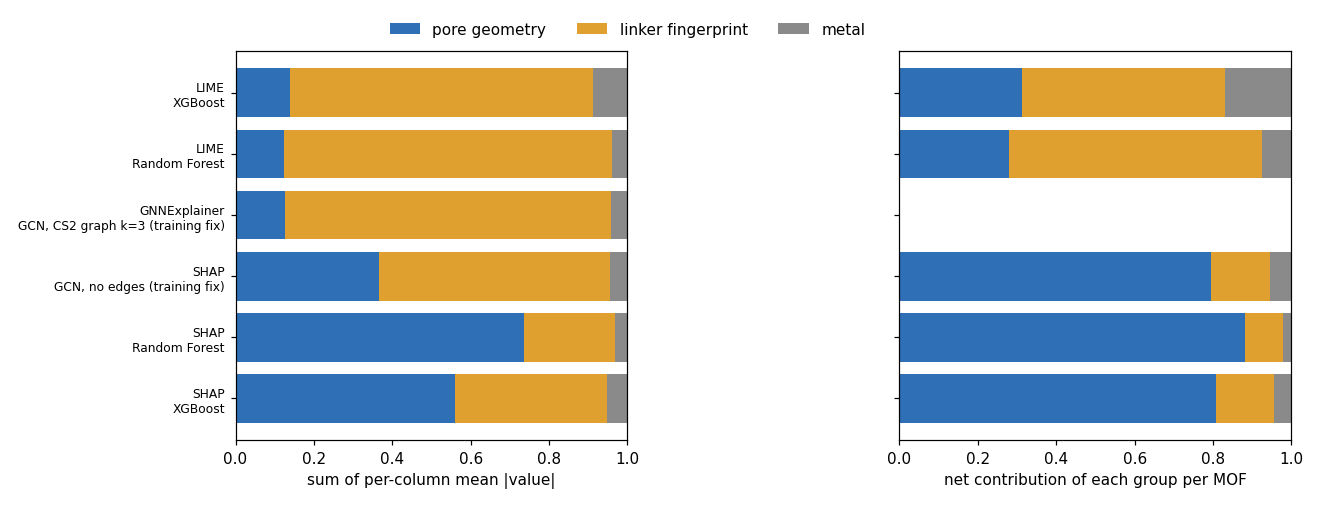 pore geometry linker fingerprint metal
LIME
XGBoost
LIME
Random Forest
GNNExplainer
GCN, CS2 graph k=3 (training fix)
SHAP
GCN, no edges (training fix)
SHAP
Random Forest
SHAP
XGBoost
0.0 0.2 0.4 0.6 0.8 1.0
sum of per-column mean |value|
0.0 0.2 0.4 0.6 0.8 1.0
net contribution of each group per MOF